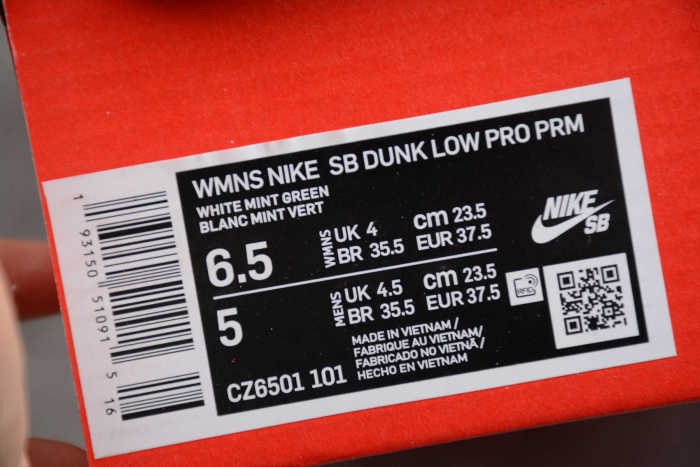 WMNS NIKE SB DUNK LOW PRO PRM
WHITE MINT GREEN
BLANC MINT VERT
6.5
WMNS
UK 4 cm 23.5
BR 35.5 EUR 37.5
5
MENS
UK 4.5 cm 23.5
BR 35.5 EUR 37.5
CZ6501 101
MADE IN VIETNAM/
FABRIQUE AU VIETNAM/
FABRICADO NO VIETNÃ/
HECHO EN VIETNAM
NIKE
SB
RFID
1 93150 51091 5 16